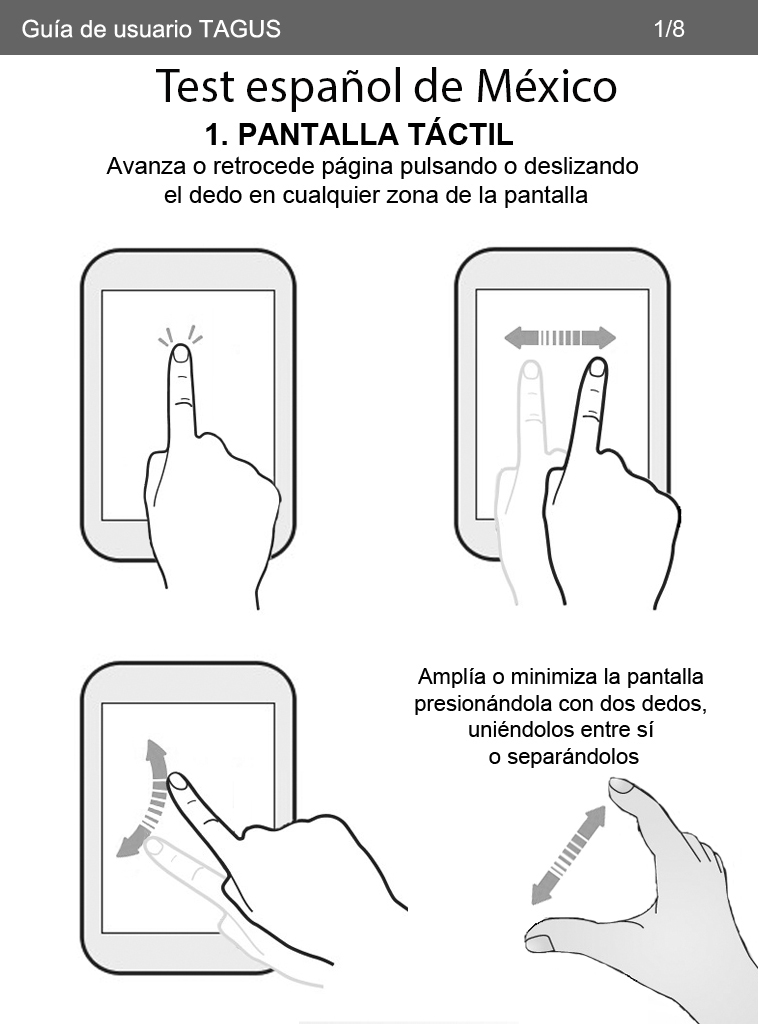 Guía de usuario TAGUS
1/8
Test español de México
1. PANTALLA TÁCTIL
Avanza o retrocede página pulsando o deslizando
el dedo en cualquier zona de la pantalla
Amplía o minimiza la pantalla
presionándola con dos dedos,
uniéndolos entre sí
o separándolos